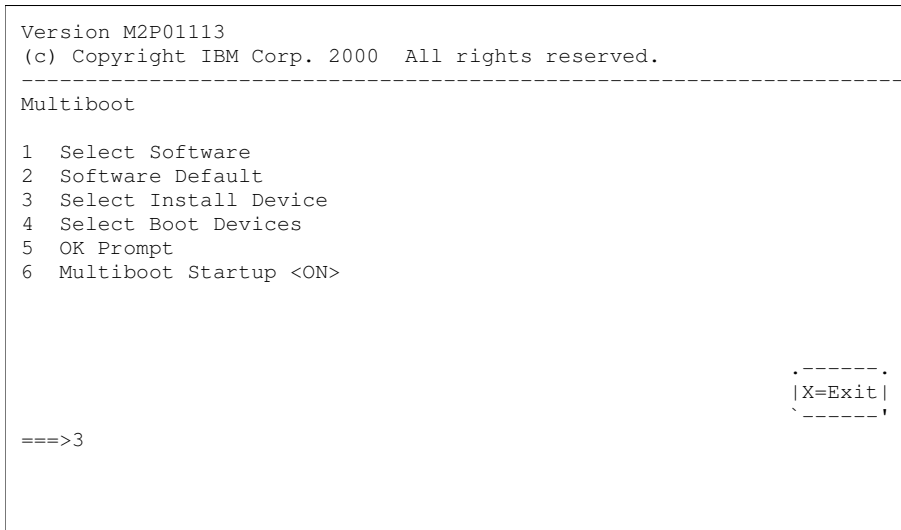 Version M2P01113
(c) Copyright IBM Corp. 2000  All rights reserved.
----------------------------------------------------------------------
Multiboot
1  Select Software
2  Software Default
3  Select Install Device
4  Select Boot Devices
5  OK Prompt
6  Multiboot Startup <ON>
.------.
|X=Exit|
`------'
===>3